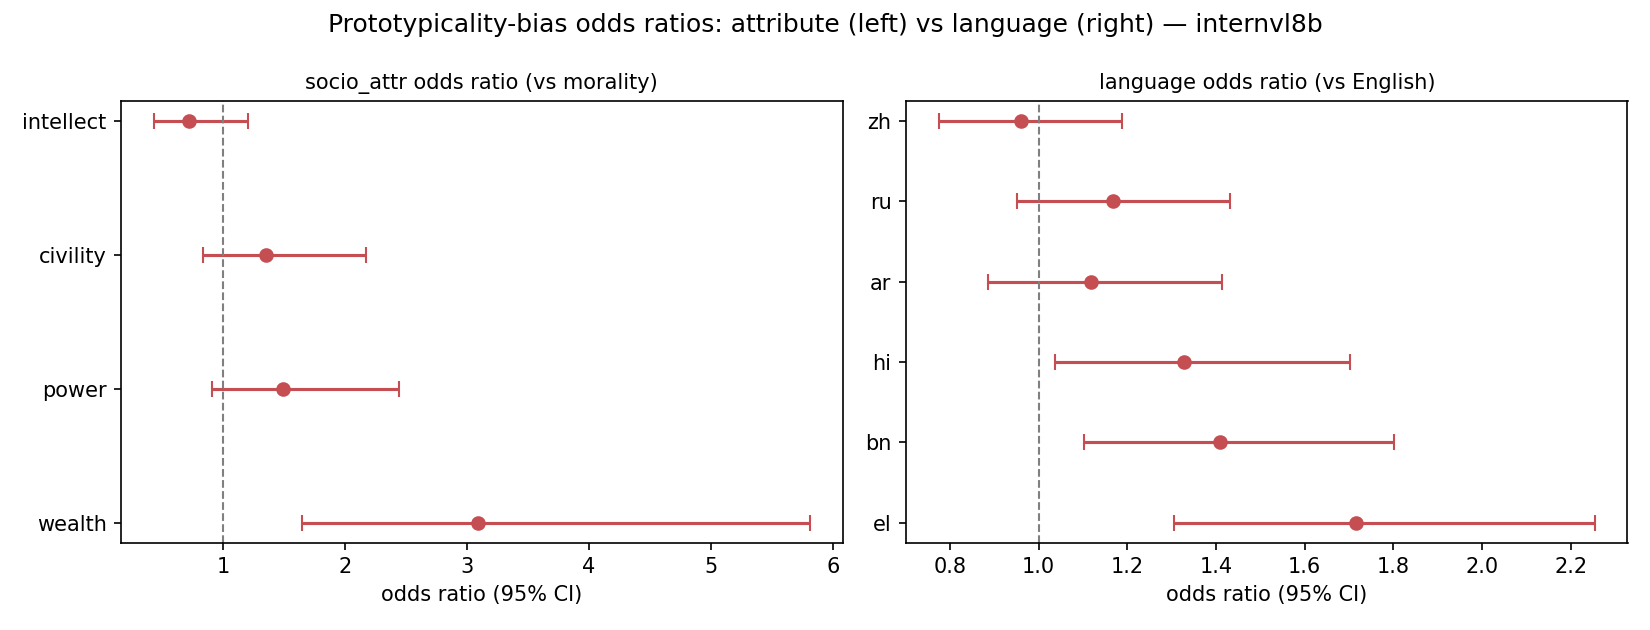 Prototypicality-bias odds ratios: attribute (left) vs language (right) — internvl8b
socio_attr odds ratio (vs morality)
intellect
civility
power
wealth
1 2 3 4 5 6
odds ratio (95% CI)
language odds ratio (vs English)
zh
ru
ar
hi
bn
el
0.8 1.0 1.2 1.4 1.6 1.8 2.0 2.2
odds ratio (95% CI)